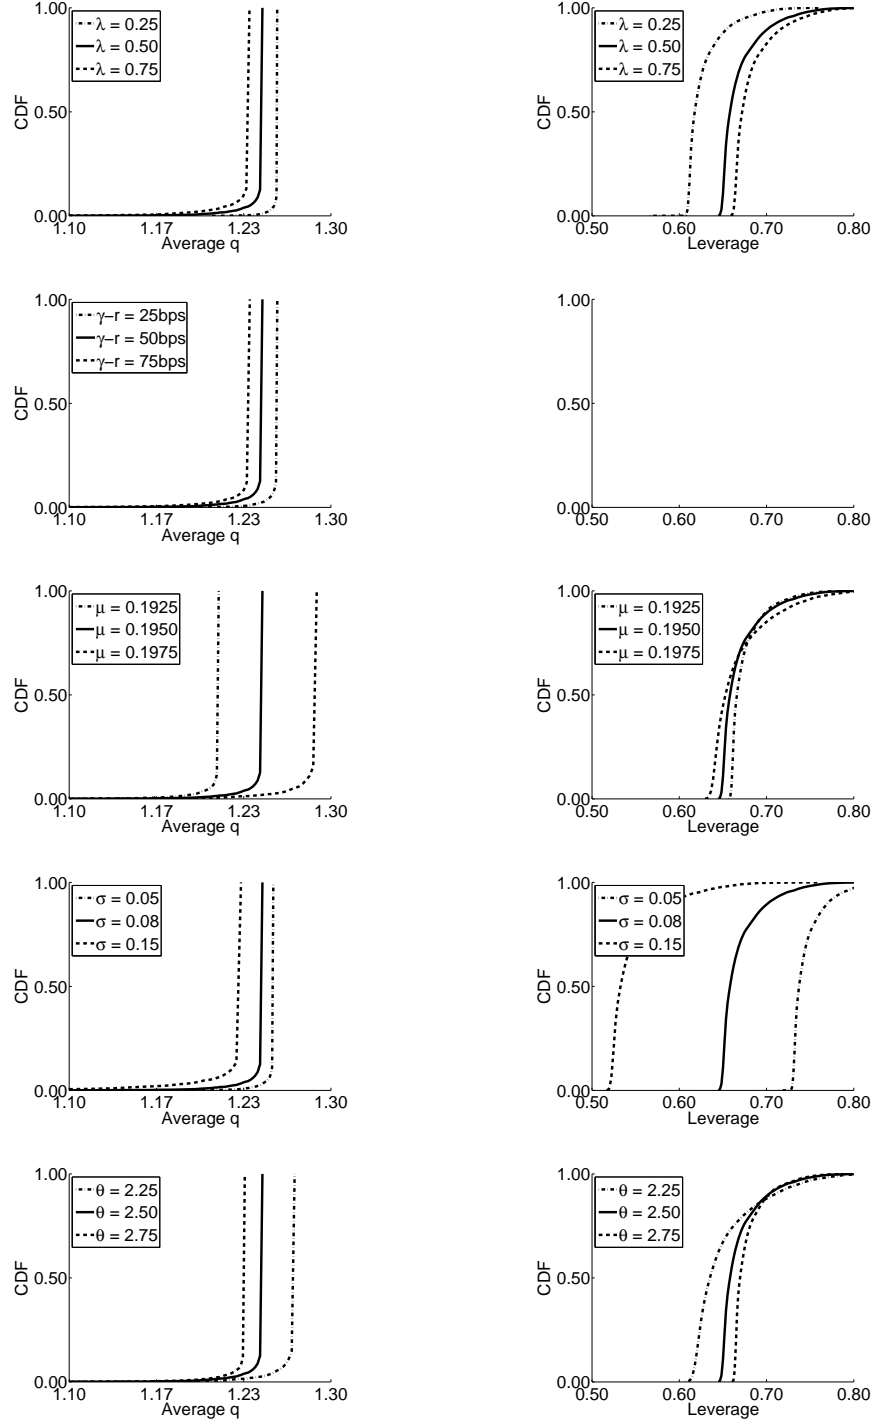 1.00
λ = 0.25
λ = 0.50
λ = 0.75
CDF
0.50
0.00
1.10 1.17 1.23 1.30
Average q
1.00
λ = 0.25
λ = 0.50
λ = 0.75
CDF
0.50
0.00
0.50 0.60 0.70 0.80
Leverage
1.00
γ−r = 25bps
γ−r = 50bps
γ−r = 75bps
CDF
0.50
0.00
1.10 1.17 1.23 1.30
Average q
1.00
CDF
0.50
0.00
0.50 0.60 0.70 0.80
1.00
μ = 0.1925
μ = 0.1950
μ = 0.1975
CDF
0.50
0.00
1.10 1.17 1.23 1.30
Average q
1.00
μ = 0.1925
μ = 0.1950
μ = 0.1975
CDF
0.50
0.00
0.50 0.60 0.70 0.80
Leverage
1.00
σ = 0.05
σ = 0.08
σ = 0.15
CDF
0.50
0.00
1.10 1.17 1.23 1.30
Average q
1.00
σ = 0.05
σ = 0.08
σ = 0.15
CDF
0.50
0.00
0.50 0.60 0.70 0.80
Leverage
1.00
θ = 2.25
θ = 2.50
θ = 2.75
CDF
0.50
0.00
1.10 1.17 1.23 1.30
Average q
1.00
θ = 2.25
θ = 2.50
θ = 2.75
CDF
0.50
0.00
0.50 0.60 0.70 0.80
Leverage